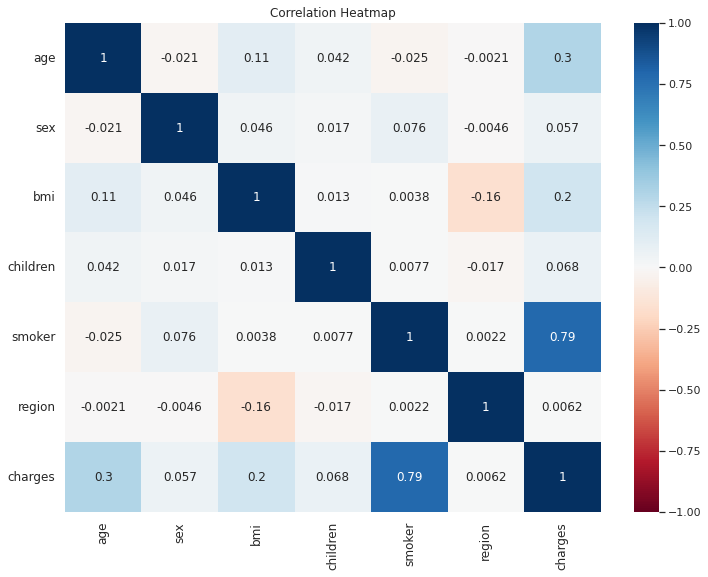 Correlation Heatmap
age 1 -0.021 0.11 0.042 -0.025 -0.0021 0.3
sex -0.021 1 0.046 0.017 0.076 -0.0046 0.057
bmi 0.11 0.046 1 0.013 0.0038 -0.16 0.2
children 0.042 0.017 0.013 1 0.0077 -0.017 0.068
smoker -0.025 0.076 0.0038 0.0077 1 0.0022 0.79
region -0.0021 -0.0046 -0.16 -0.017 0.0022 1 0.0062
charges 0.3 0.057 0.2 0.068 0.79 0.0062 1
age sex bmi children smoker region charges
1.00
0.75
0.50
0.25
0.00
−0.25
−0.50
−0.75
−1.00